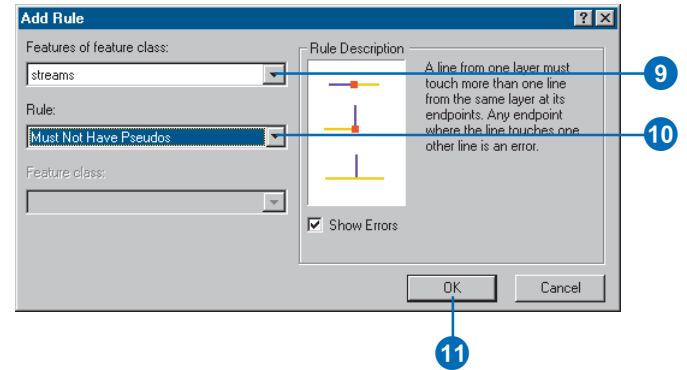 Add Rule
? ×
Features of feature class:
streams
Rule:
Must Not Have Pseudos
Feature class:
Rule Description
A line from one layer must
touch more than one line
from the same layer at its
endpoints. Any endpoint
where the line touches one
other line is an error.
Show Errors
OK
Cancel
9
10
11